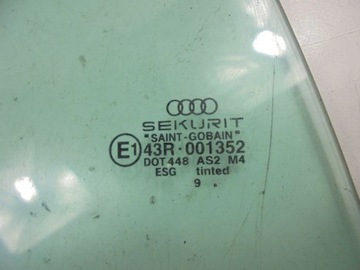 SEKURIT
"SAINT-GOBAIN"
E1 43R-001352
DOT 448 AS2 M4
ESG tinted
9